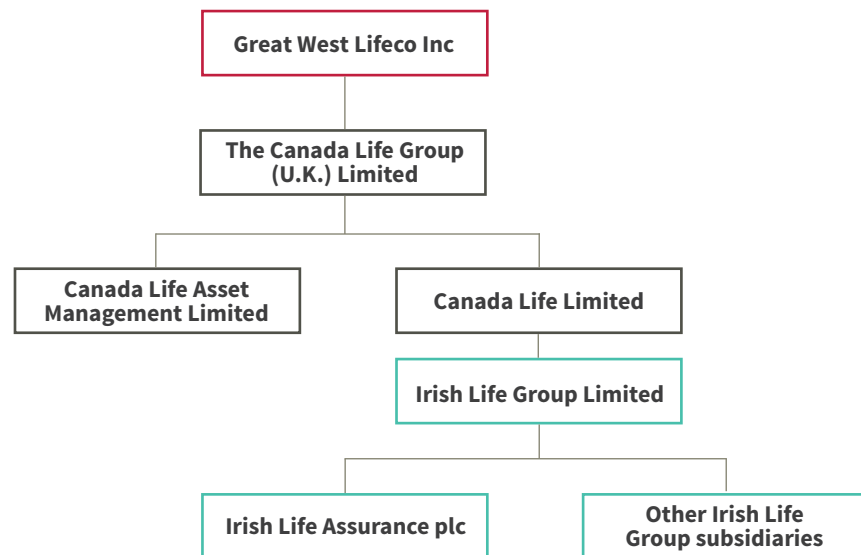 Great West Lifeco Inc
The Canada Life Group
(U.K.) Limited
Canada Life Asset
Management Limited
Canada Life Limited
Irish Life Group Limited
Irish Life Assurance plc
Other Irish Life
Group subsidiaries